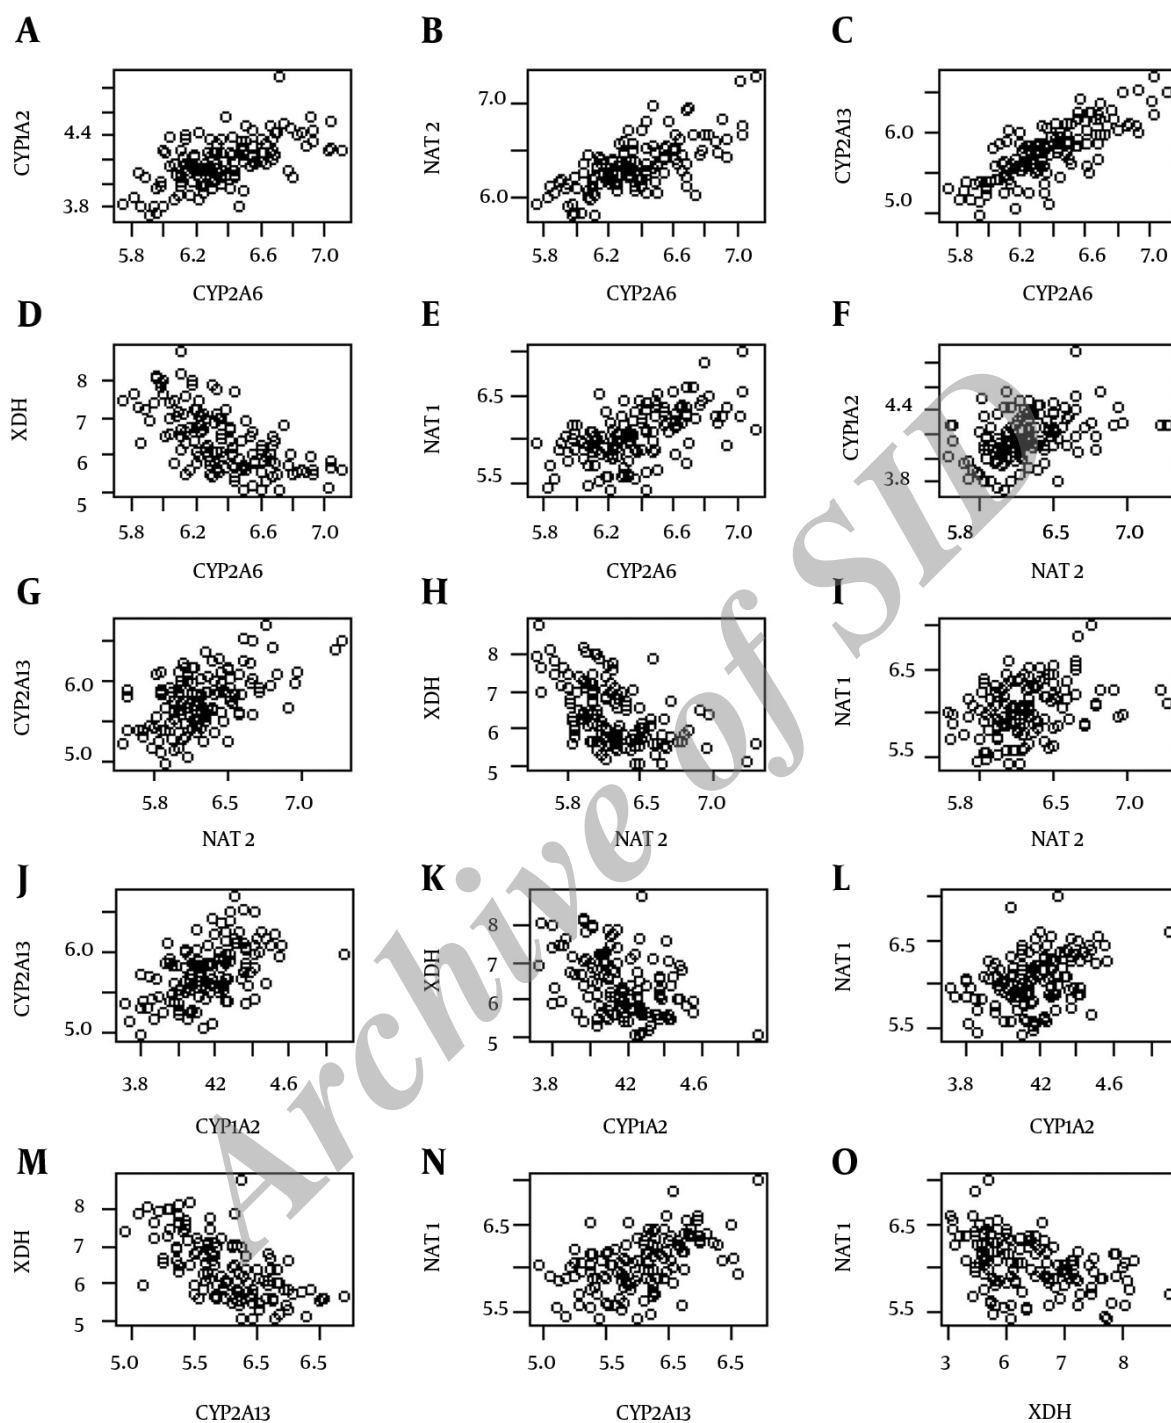 A
CYP1A2
4.4
3.8
5.8 6.2 6.6 7.0
CYP2A6
B
NAT 2
7.0
6.0
5.8 6.2 6.6 7.0
CYP2A6
C
CYP2A13
6.0
5.0
5.8 6.2 6.6 7.0
CYP2A6
D
XDH
8
7
6
5
5.8 6.2 6.6 7.0
CYP2A6
E
NAT1
6.5
5.5
5.8 6.2 6.6 7.0
CYP2A6
F
CYP1A2
4.4
3.8
5.8 6.5 7.0
NAT 2
G
CYP2A13
6.0
5.0
5.8 6.5 7.0
NAT 2
H
XDH
8
7
6
5
5.8 6.5 7.0
NAT 2
I
NAT1
6.5
5.5
5.8 6.5 7.0
NAT 2
J
CYP2A13
6.0
5.0
3.8 42 4.6
CYP1A2
K
XDH
8
7
6
5
3.8 42 4.6
CYP1A2
L
NAT1
6.5
5.5
3.8 42 4.6
CYP1A2
M
XDH
8
7
6
5
5.0 5.5 6.5 6.5
CYP2A13
N
NAT1
6.5
5.5
5.0 5.5 6.5 6.5
CYP2A13
O
NAT1
6.5
5.5
3 6 7 8
XDH
Archive of SID